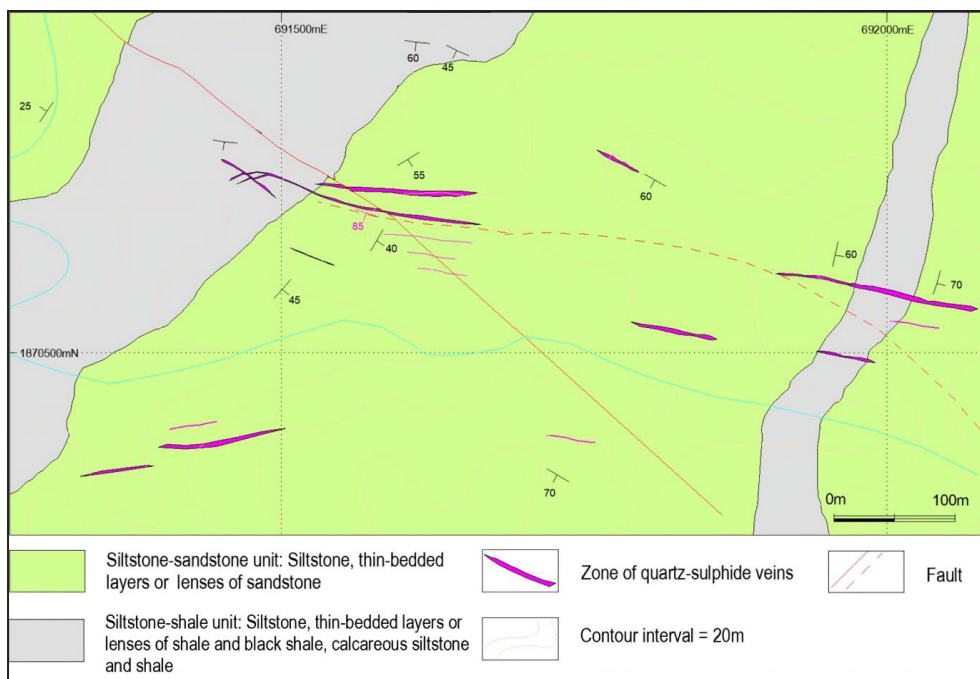 691500mE
692000mE
60
45
25
55
60
85
40
60
70
45
1870500mN
70
0m 100m
Siltstone-sandstone unit: Siltstone, thin-bedded
layers or lenses of sandstone
Zone of quartz-sulphide veins
Fault
Siltstone-shale unit: Siltstone, thin-bedded layers or
lenses of shale and black shale, calcareous siltstone
and shale
Contour interval = 20m